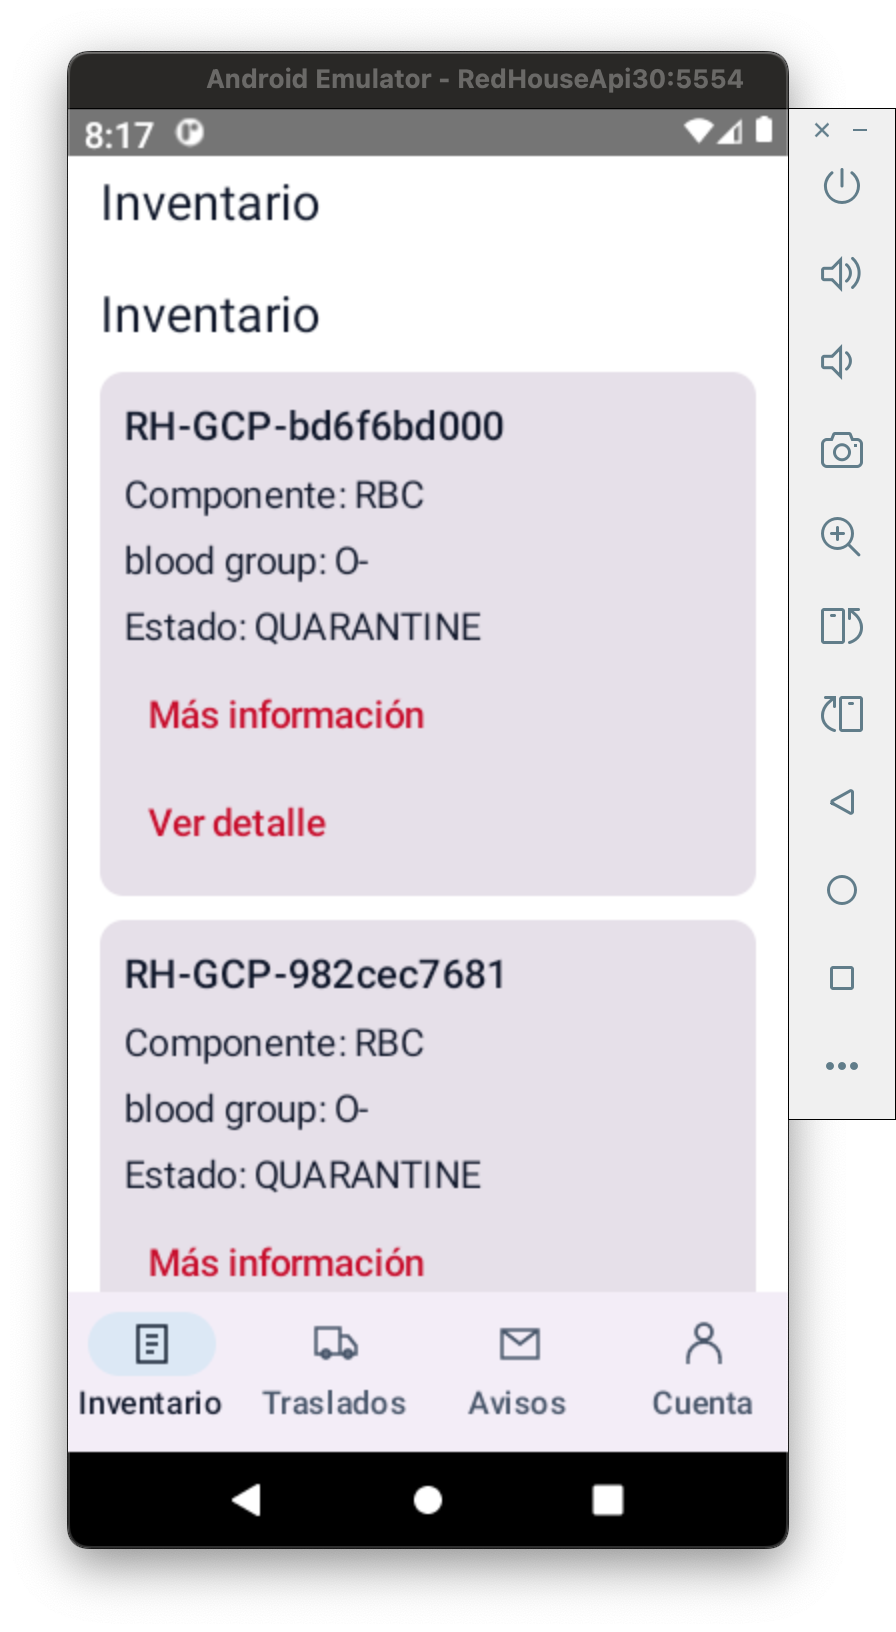 Android Emulator - RedHouseApi30:5554
8:17
Inventario
Inventario
RH-GCP-bd6f6bd000
Componente: RBC
blood group: O-
Estado: QUARANTINE
Más información
Ver detalle
RH-GCP-982cec7681
Componente: RBC
blood group: O-
Estado: QUARANTINE
Más información
Inventario Traslados Avisos Cuenta